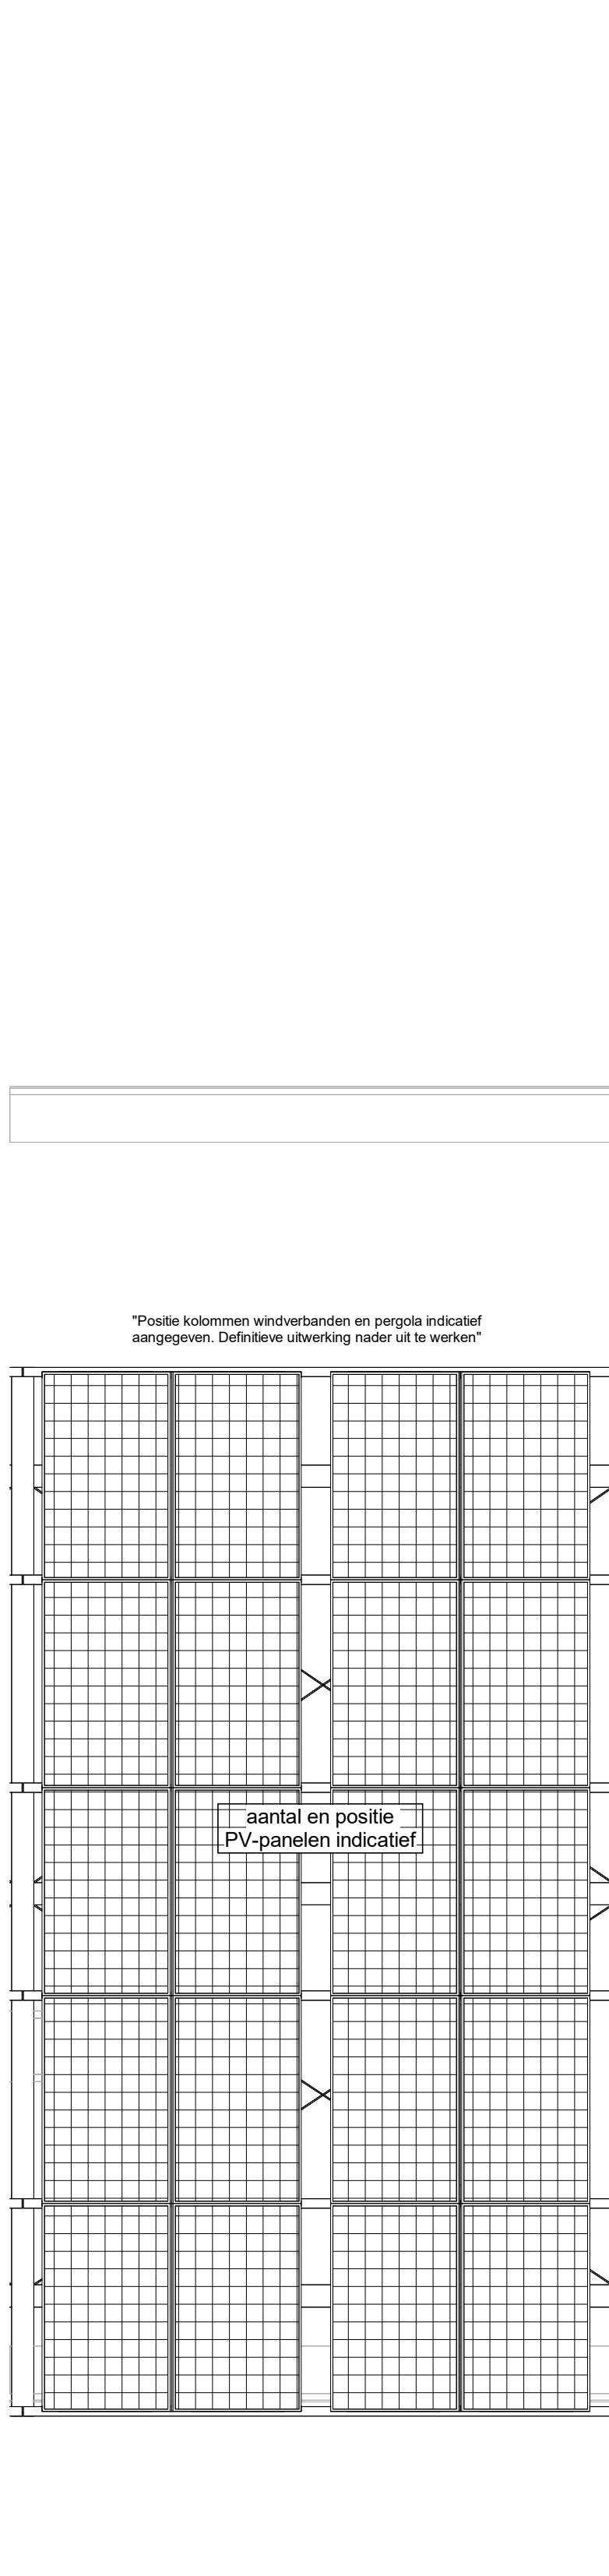 "Positie kolommen windverbanden en pergola indicatief
aangegeven. Definitieve uitwerking nader uit te werken"
aantal en positie
PV-panelen indicatief